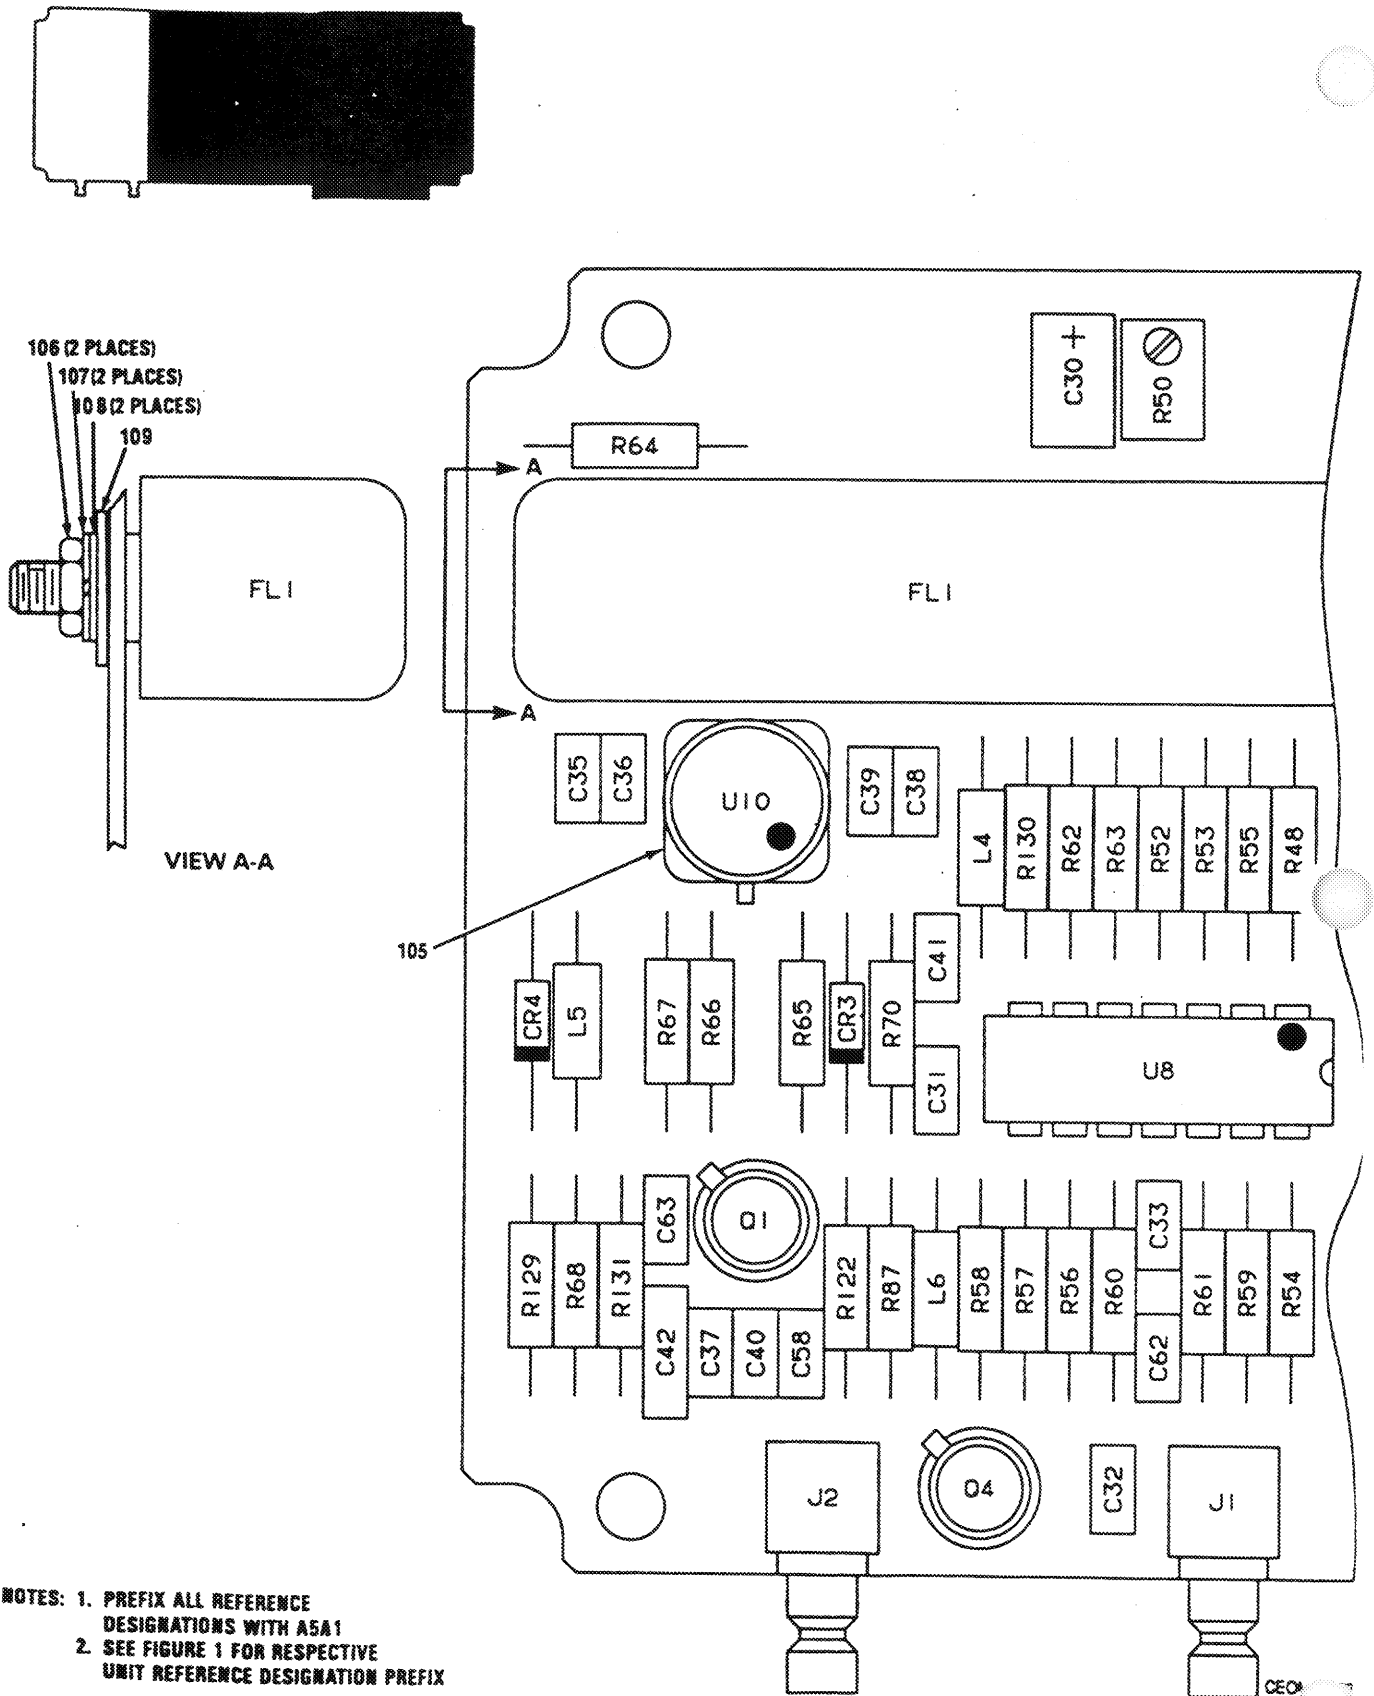 106 (2 PLACES)
107 (2 PLACES)
108 (2 PLACES)
109
C30 +
R50
R64
A
FL1
FL1
A
C35
C36
U10
C39
C38
L4
R130
R62
R63
R52
R53
R55
R48
VIEW A-A
105
CR4
L5
R67
R66
R65
CR3
R70
C41
C31
U8
R129
R68
R131
C63
C42
Q1
C37
C40
C58
R122
R87
L6
R58
R57
R56
R60
C33
C62
R61
R59
R54
J2
Q4
C32
J1
NOTES: 1. PREFIX ALL REFERENCE
DESIGNATIONS WITH A5A1
2. SEE FIGURE 1 FOR RESPECTIVE
UNIT REFERENCE DESIGNATION PREFIX